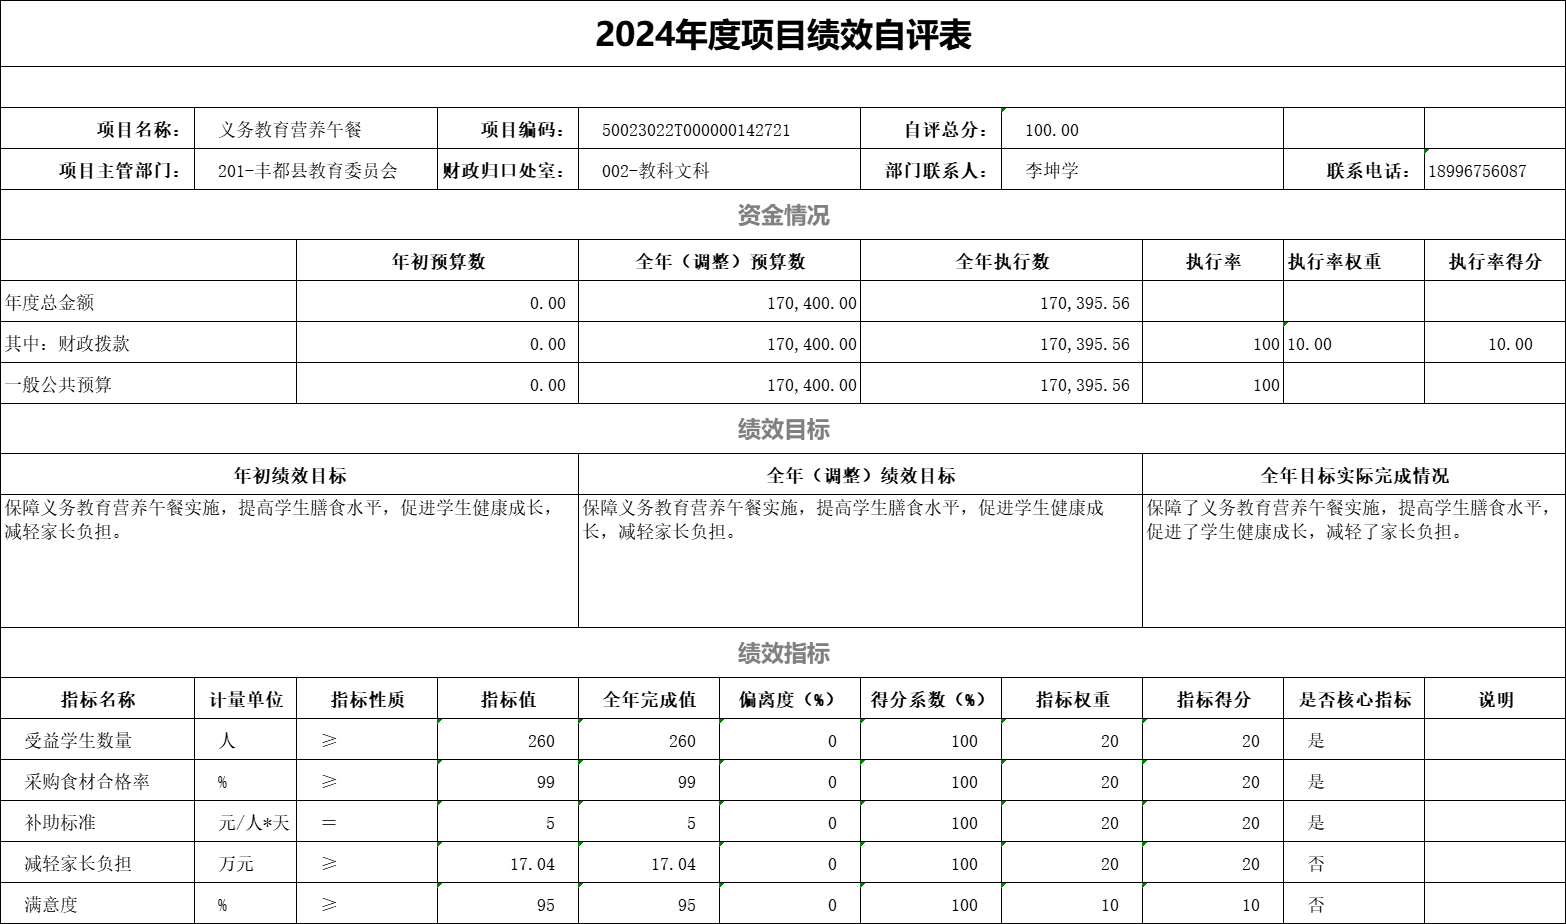 2024年度项目绩效自评表
项目名称： 义务教育营养午餐 项目编码： 50023022T000000142721 自评总分： 100.00
项目主管部门： 201-丰都县教育委员会 财政归口处室： 002-教科文科 部门联系人： 李坤学 联系电话： 18996756087
资金情况
年初预算数 全年（调整）预算数 全年执行数 执行率 执行率权重 执行率得分
年度总金额 0.00 170,400.00 170,395.56
其中：财政拨款 0.00 170,400.00 170,395.56 100 10.00 10.00
一般公共预算 0.00 170,400.00 170,395.56 100
绩效目标
年初绩效目标 全年（调整）绩效目标 全年目标实际完成情况
保障义务教育营养午餐实施，提高学生膳食水平，促进学生健康成长，
减轻家长负担。
保障义务教育营养午餐实施，提高学生膳食水平，促进学生健康成
长，减轻家长负担。
保障了义务教育营养午餐实施，提高学生膳食水平，
促进了学生健康成长，减轻了家长负担。
绩效指标
指标名称 计量单位 指标性质 指标值 全年完成值 偏离度（%） 得分系数（%） 指标权重 指标得分 是否核心指标 说明
受益学生数量 人 ≥ 260 260 0 100 20 20 是
采购食材合格率 % ≥ 99 99 0 100 20 20 是
补助标准 元/人*天 ＝ 5 5 0 100 20 20 是
减轻家长负担 万元 ≥ 17.04 17.04 0 100 20 20 否
满意度 % ≥ 95 95 0 100 10 10 否